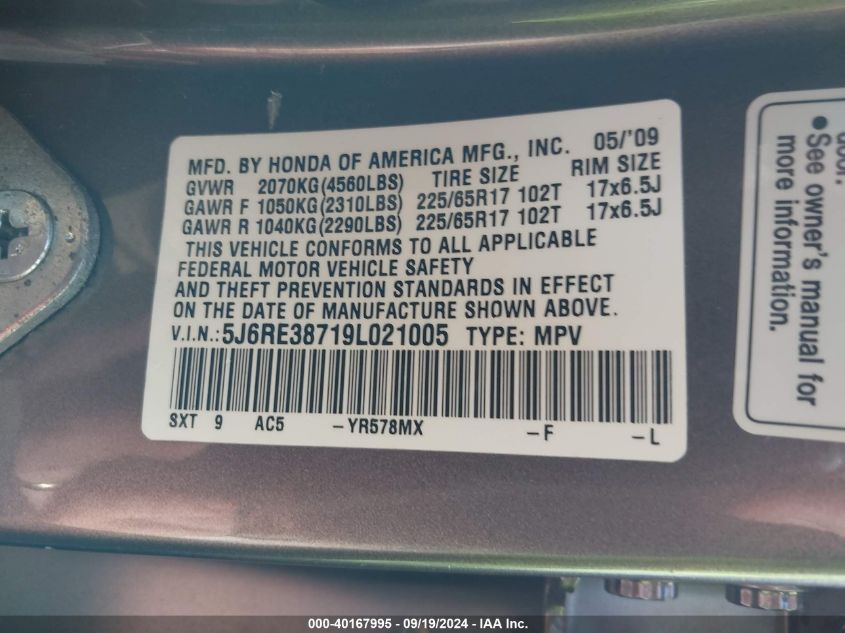 MFD. BY HONDA OF AMERICA MFG., INC. 05/'09
GVWR 2070KG(4560LBS) TIRE SIZE RIM SIZE
GAWR F 1050KG(2310LBS) 225/65R17 102T 17x6.5J
GAWR R 1040KG(2290LBS) 225/65R17 102T 17x6.5J
THIS VEHICLE CONFORMS TO ALL APPLICABLE
FEDERAL MOTOR VEHICLE SAFETY
AND THEFT PREVENTION STANDARDS IN EFFECT
ON THE DATE OF MANUFACTURE SHOWN ABOVE.
V.I.N.: 5J6RE38719L021005 TYPE: MPV
SXT 9 AC5 -YR578MX -F -L
door.
• See owner's manual for
more information.
000-40167995 - 09/19/2024 - IAA Inc.